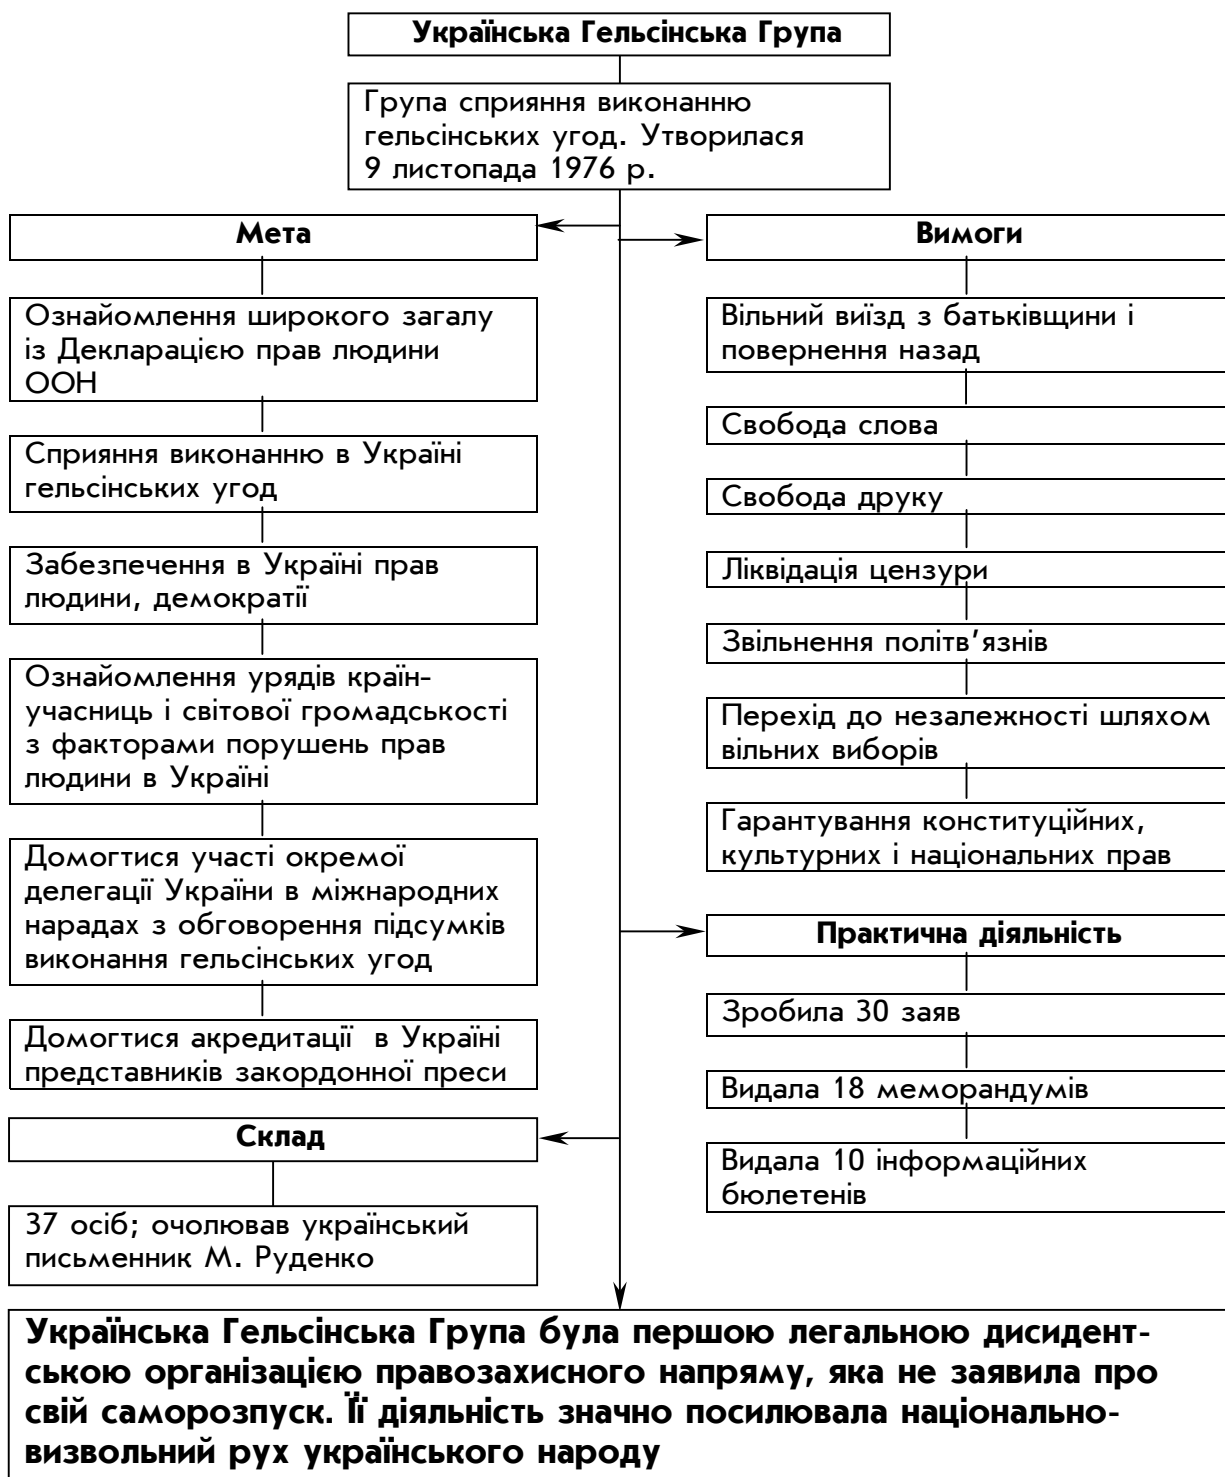 Українська Гельсінська Група
Група сприяння виконанню
гельсінських угод. Утворилася
9 листопада 1976 р.
Мета
Ознайомлення широкого загалу
із Декларацією прав людини
ООН
Сприяння виконанню в Україні
гельсінських угод
Забезпечення в Україні прав
людини, демократії
Ознайомлення урядів країн-
учасниць і світової громадськості
з факторами порушень прав
людини в Україні
Домогтися участі окремої
делегації України в міжнародних
нарадах з обговорення підсумків
виконання гельсінських угод
Домогтися акредитації в Україні
представників закордонної преси
Склад
37 осіб; очолював український
письменник М. Руденко
Вимоги
Вільний виїзд з батьківщини і
повернення назад
Свобода слова
Свобода друку
Ліквідація цензури
Звільнення політв’язнів
Перехід до незалежності шляхом
вільних виборів
Гарантування конституційних,
культурних і національних прав
Практична діяльність
Зробила 30 заяв
Видала 18 меморандумів
Видала 10 інформаційних
бюлетенів
Українська Гельсінська Група була першою легальною дисидент-
ською організацією правозахисного напряму, яка не заявила про
свій саморозпуск. Її діяльність значно посилювала національно-
визвольний рух українського народу